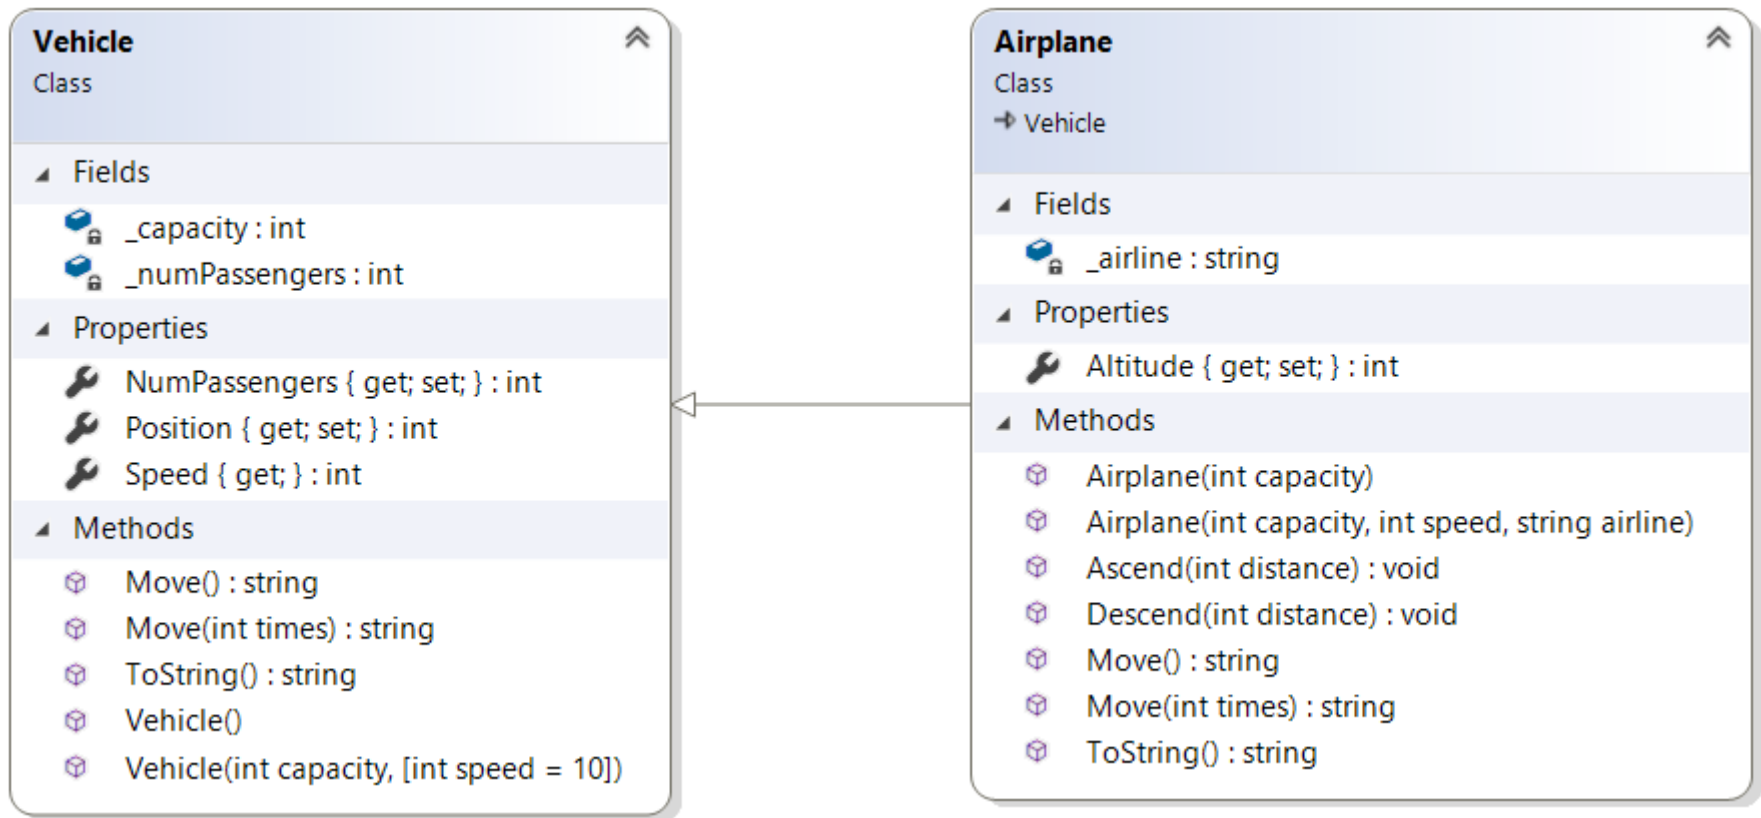 Vehicle
Class
Fields
_capacity : int
_numPassengers : int
Properties
NumPassengers { get; set; } : int
Position { get; set; } : int
Speed { get; } : int
Methods
Move() : string
Move(int times) : string
ToString() : string
Vehicle()
Vehicle(int capacity, [int speed = 10])
Airplane
Class
Vehicle
Fields
_airline : string
Properties
Altitude { get; set; } : int
Methods
Airplane(int capacity)
Airplane(int capacity, int speed, string airline)
Ascend(int distance) : void
Descend(int distance) : void
Move() : string
Move(int times) : string
ToString() : string